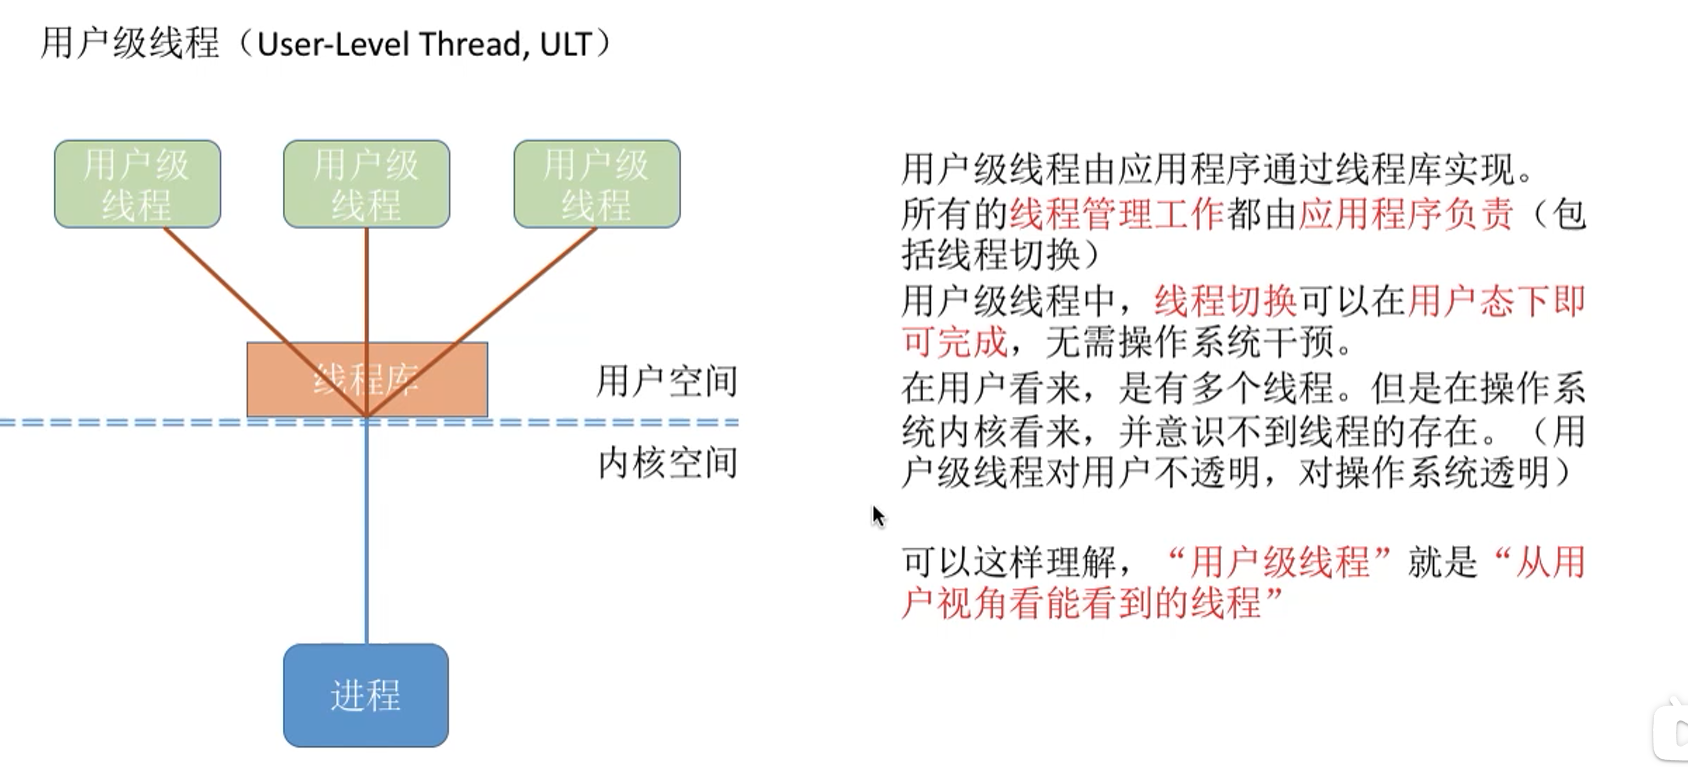 用户级线程（User-Level Thread, ULT）
用户级
线程
用户级
线程
用户级
线程
线程库
用户空间
内核空间
进程
用户级线程由应用程序通过线程库实现。
所有的线程管理工作都由应用程序负责（包
括线程切换）
用户级线程中，线程切换可以在用户态下即
可完成，无需操作系统干预。
在用户看来，是有多个线程。但是在操作系
统内核看来，并意识不到线程的存在。（用
户级线程对用户不透明，对操作系统透明）
可以这样理解，“用户级线程”就是“从用
户视角看能看到的线程”